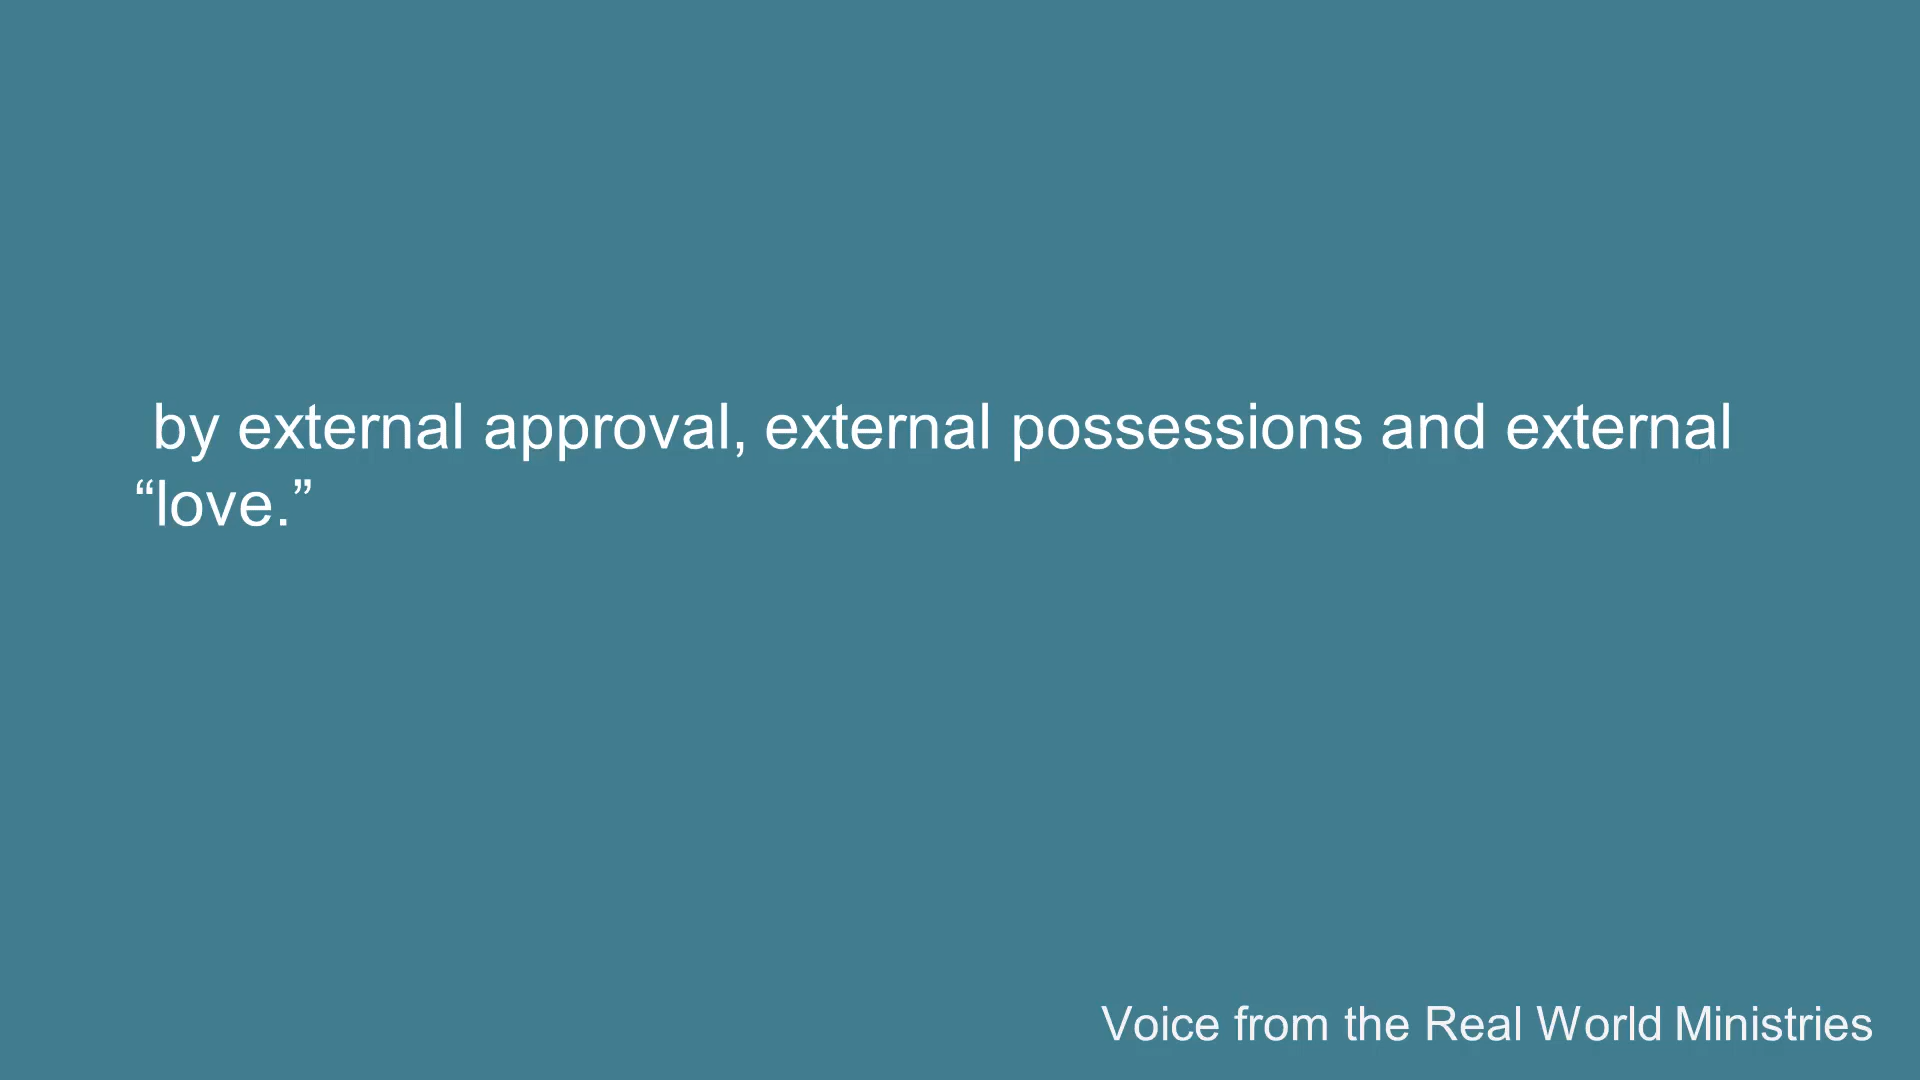 by external approval, external possessions and external
“love.”
Voice from the Real World Ministries